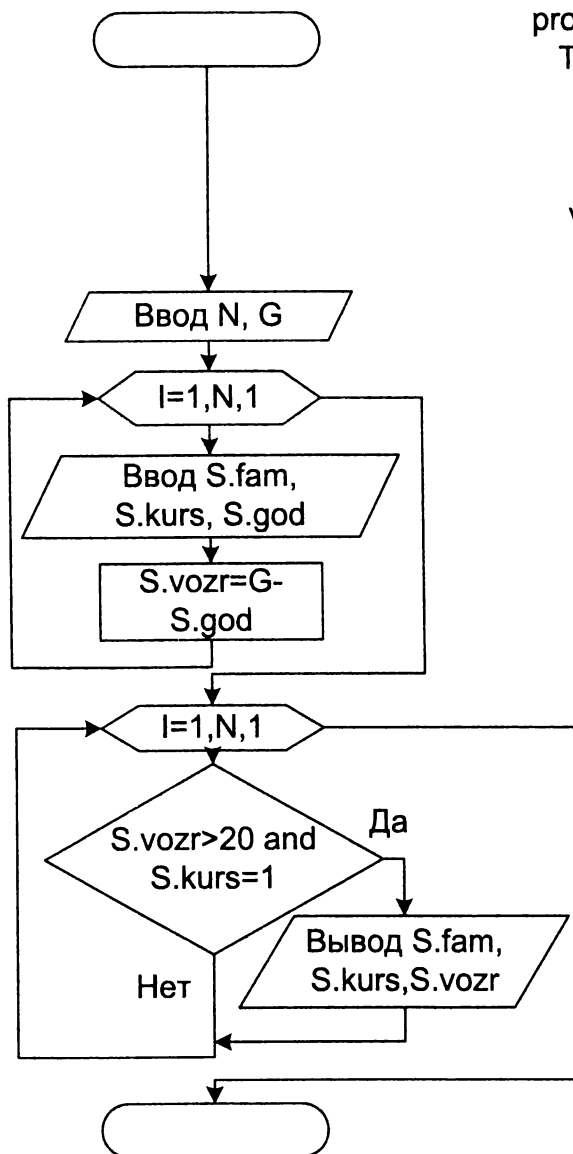 pro
T
Ввод N, G
I=1,N,1
Ввод S.fam,
S.kurs, S.god
S.vozr=G-
S.god
I=1,N,1
S.vozr>20 and
S.kurs=1
Да
Вывод S.fam,
S.kurs,S.vozr
Нет